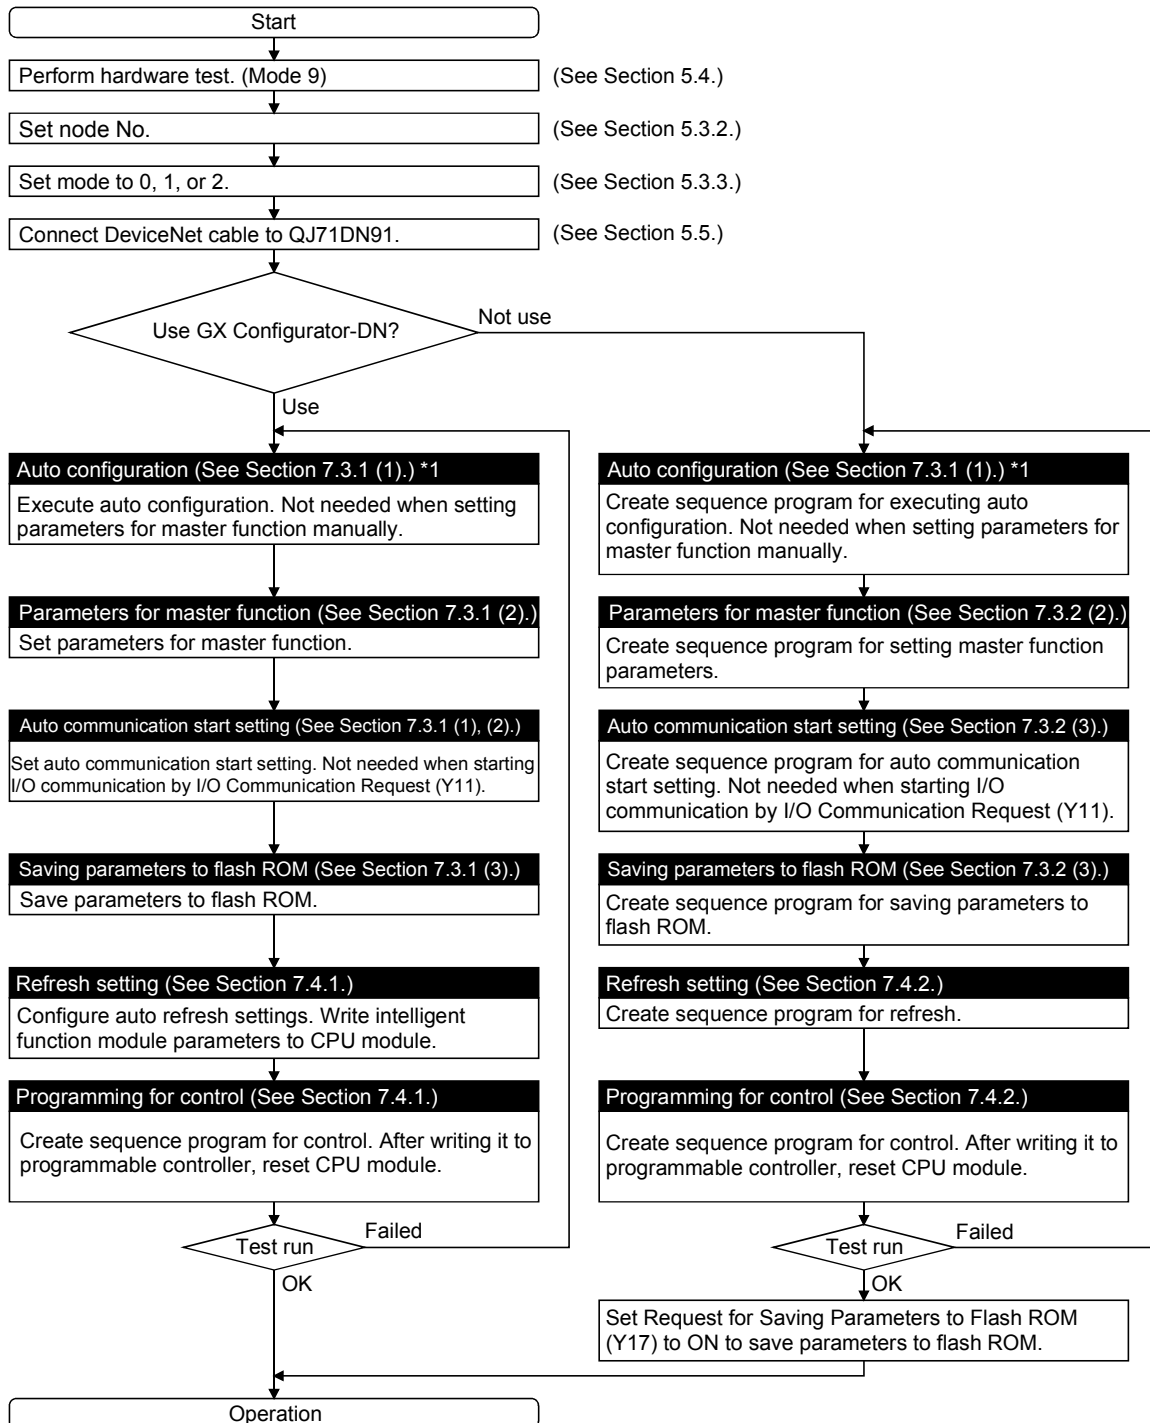 Start
Perform hardware test. (Mode 9)
(See Section 5.4.)
Set node No.
(See Section 5.3.2.)
Set mode to 0, 1, or 2.
(See Section 5.3.3.)
Connect DeviceNet cable to QJ71DN91.
(See Section 5.5.)
Use GX Configurator-DN?
Not use
Use
Auto configuration (See Section 7.3.1 (1).) *1
Execute auto configuration. Not needed when setting
parameters for master function manually.
Parameters for master function (See Section 7.3.1 (2).)
Set parameters for master function.
Auto communication start setting (See Section 7.3.1 (1), (2).)
Set auto communication start setting. Not needed when starting
I/O communication by I/O Communication Request (Y11).
Saving parameters to flash ROM (See Section 7.3.1 (3).)
Save parameters to flash ROM.
Refresh setting (See Section 7.4.1.)
Configure auto refresh settings. Write intelligent
function module parameters to CPU module.
Programming for control (See Section 7.4.1.)
Create sequence program for control. After writing it to
programmable controller, reset CPU module.
Test run
Failed
OK
Auto configuration (See Section 7.3.1 (1).) *1
Create sequence program for executing auto
configuration. Not needed when setting parameters for
master function manually.
Parameters for master function (See Section 7.3.2 (2).)
Create sequence program for setting master function
parameters.
Auto communication start setting (See Section 7.3.2 (3).)
Create sequence program for auto communication
start setting. Not needed when starting I/O
communication by I/O Communication Request (Y11).
Saving parameters to flash ROM (See Section 7.3.2 (3).)
Create sequence program for saving parameters to
flash ROM.
Refresh setting (See Section 7.4.2.)
Create sequence program for refresh.
Programming for control (See Section 7.4.2.)
Create sequence program for control. After writing it to
programmable controller, reset CPU module.
Test run
Failed
OK
Set Request for Saving Parameters to Flash ROM
(Y17) to ON to save parameters to flash ROM.
Operation